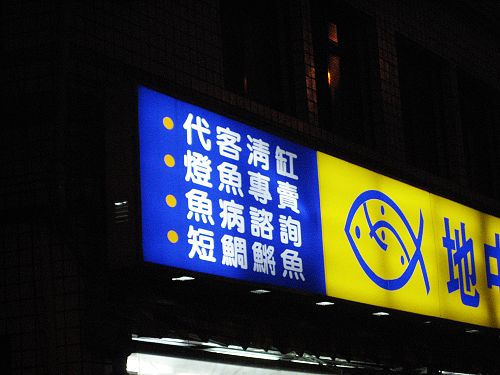 代客清缸
燈魚專賣
魚病諮詢
短鯛鱂魚
地中